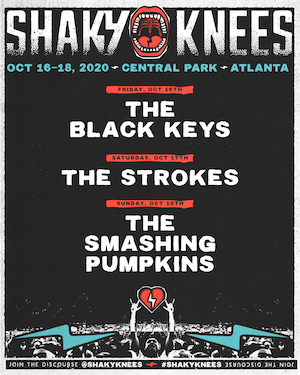 SHAKY KNEES
OCT 16-18, 2020 CENTRAL PARK ATLANTA
FRIDAY, OCT 16TH
THE
BLACK KEYS
SATURDAY, OCT 17TH
THE STROKES
SUNDAY, OCT 18TH
THE
SMASHING
PUMPKINS
JOIN THE DISCOURSE @SHAKYKNEES #SHAKYKNEES JOIN THE DISCOURSE